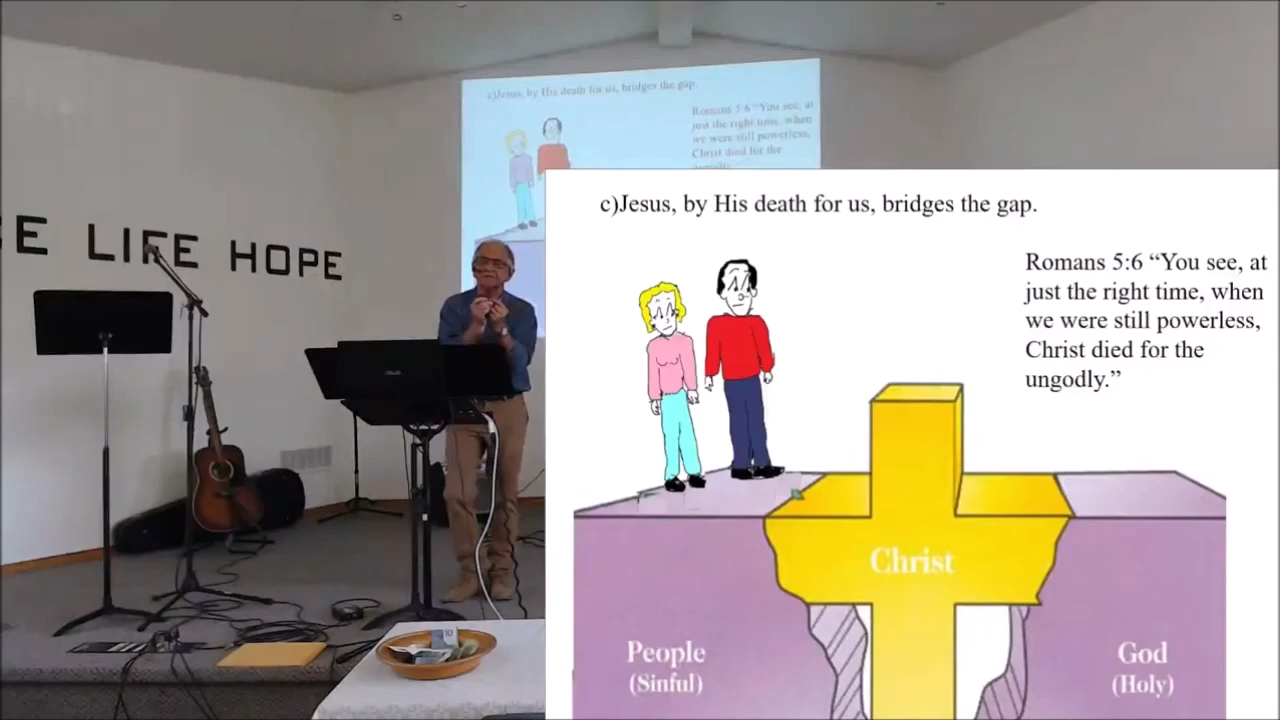 c)Jesus, by His death for us, bridges the gap.
Romans 5:6 “You see, at
just the right time, when
we were still powerless,
Christ died for the
LIFE HOPE
c)Jesus, by His death for us, bridges the gap.
Romans 5:6 “You see, at
just the right time, when
we were still powerless,
Christ died for the
ungodly.”
Christ
People
(Sinful)
God
(Holy)